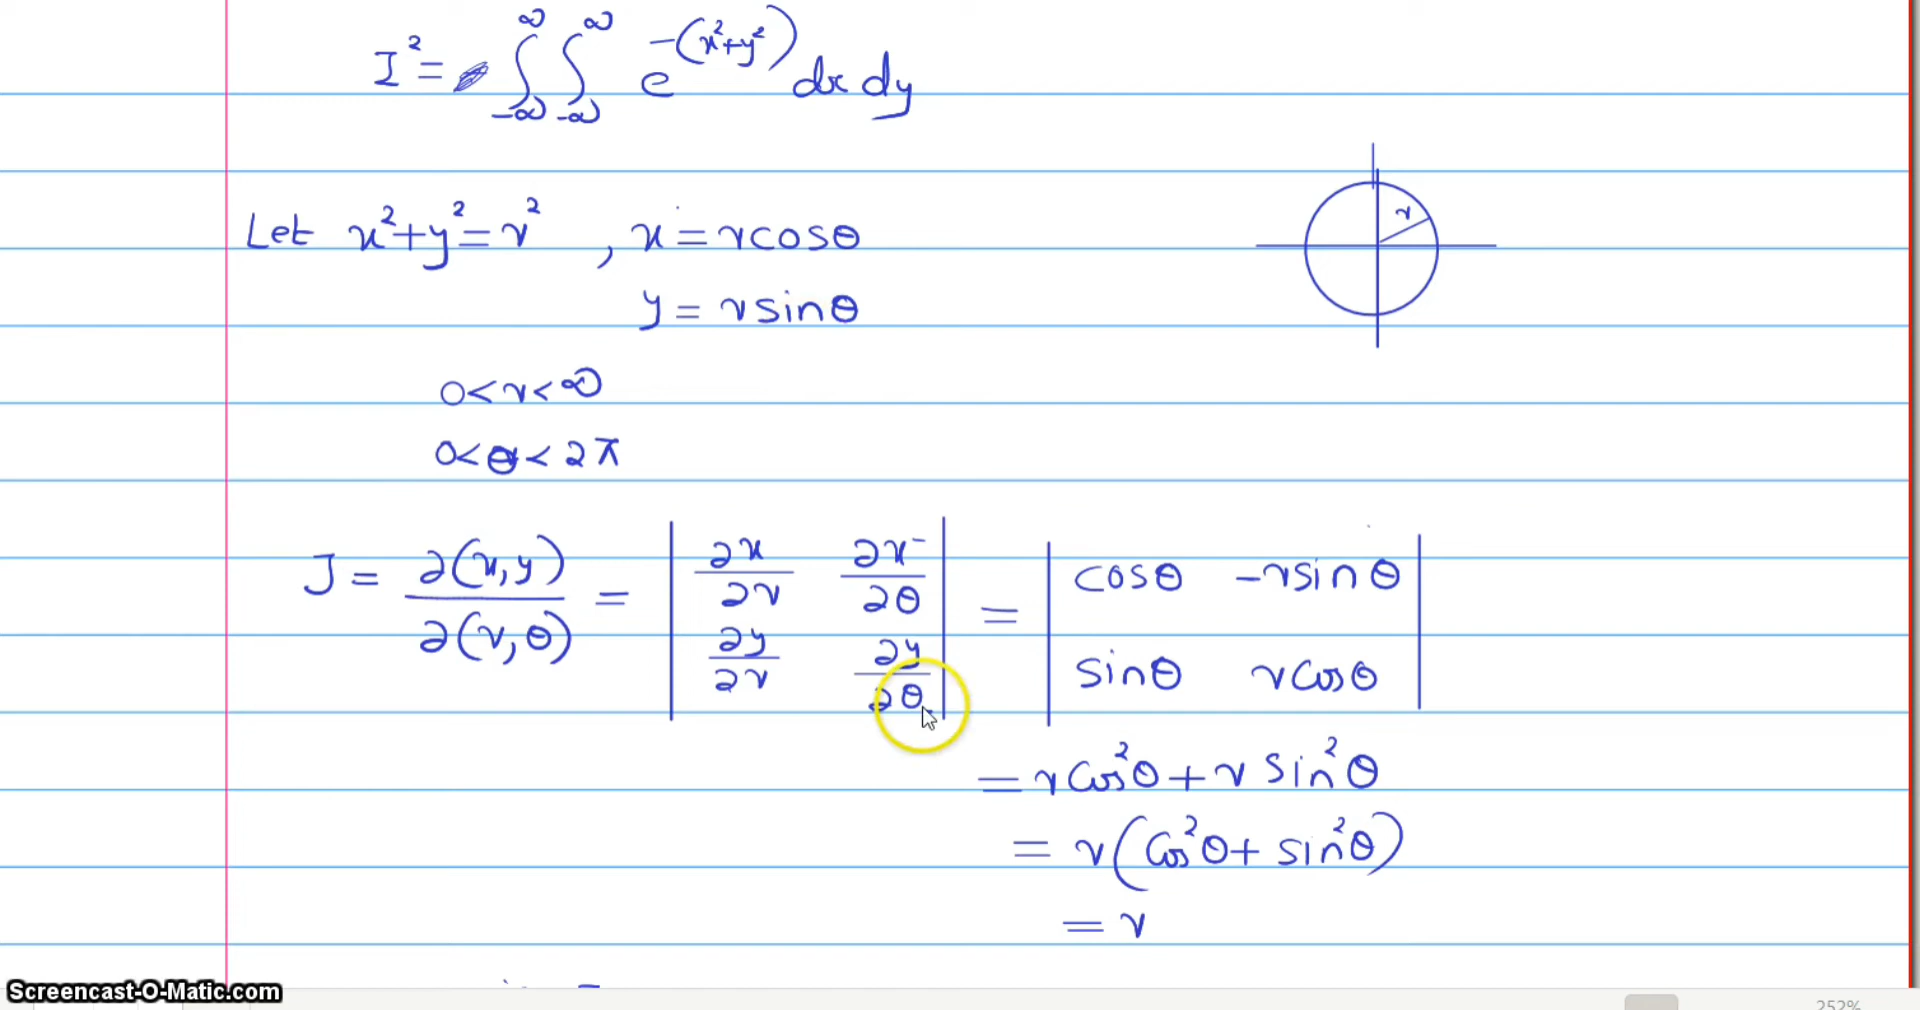 I² = ∫_{-∞}^{∞} ∫_{-∞}^{∞} e^{-(x²+y²)} dx dy
r
Let x²+y²=r² , x = r cosθ
y = r sinθ
0<r<∞
0<θ<2π
J = ∂(x,y)/∂(r,θ) = | ∂x/∂r ∂x/∂θ ; ∂y/∂r ∂y/∂θ | = | cosθ -r sinθ ; sinθ r cosθ |
= r cos²θ + r sin²θ
= r(cos²θ + sin²θ)
= r
Screencast-O-Matic.com
252%